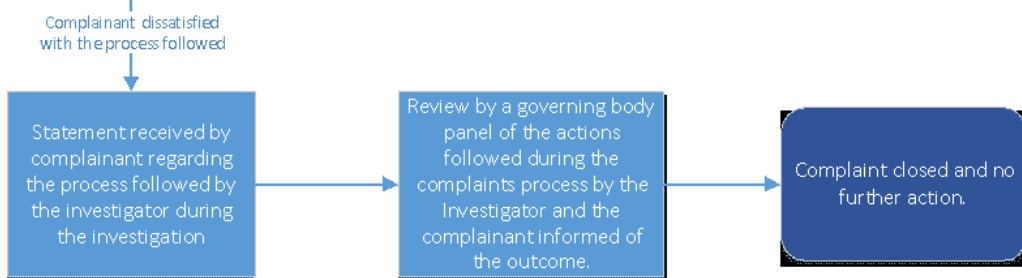 Complainant dissatisfied
with the process followed
Statement received by
complainant regarding
the process followed by
the investigator during
the investigation
Review by a governing body
panel of the actions
followed during the
complaints process by the
Investigator and the
complainant informed of
the outcome.
Complaint closed and no
further action.